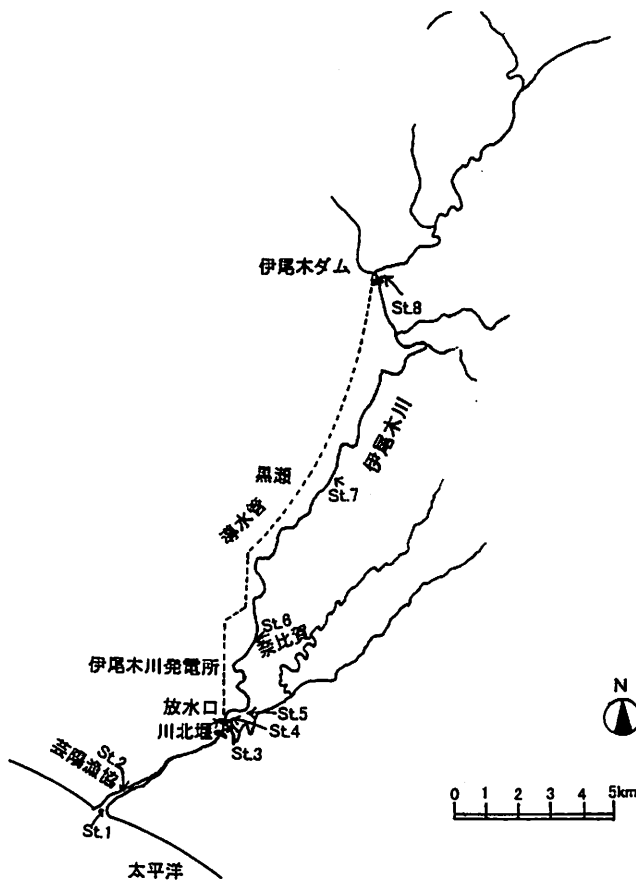 伊尾木ダム
St.8
伊尾木川
黒瀬
St.7
導水管
St.6
奈比賀
伊尾木川発電所
放水口
St.5
川北堰
St.4
St.3
St.2
芸陽漁協
St.1
太平洋
N
0 1 2 3 4 5km